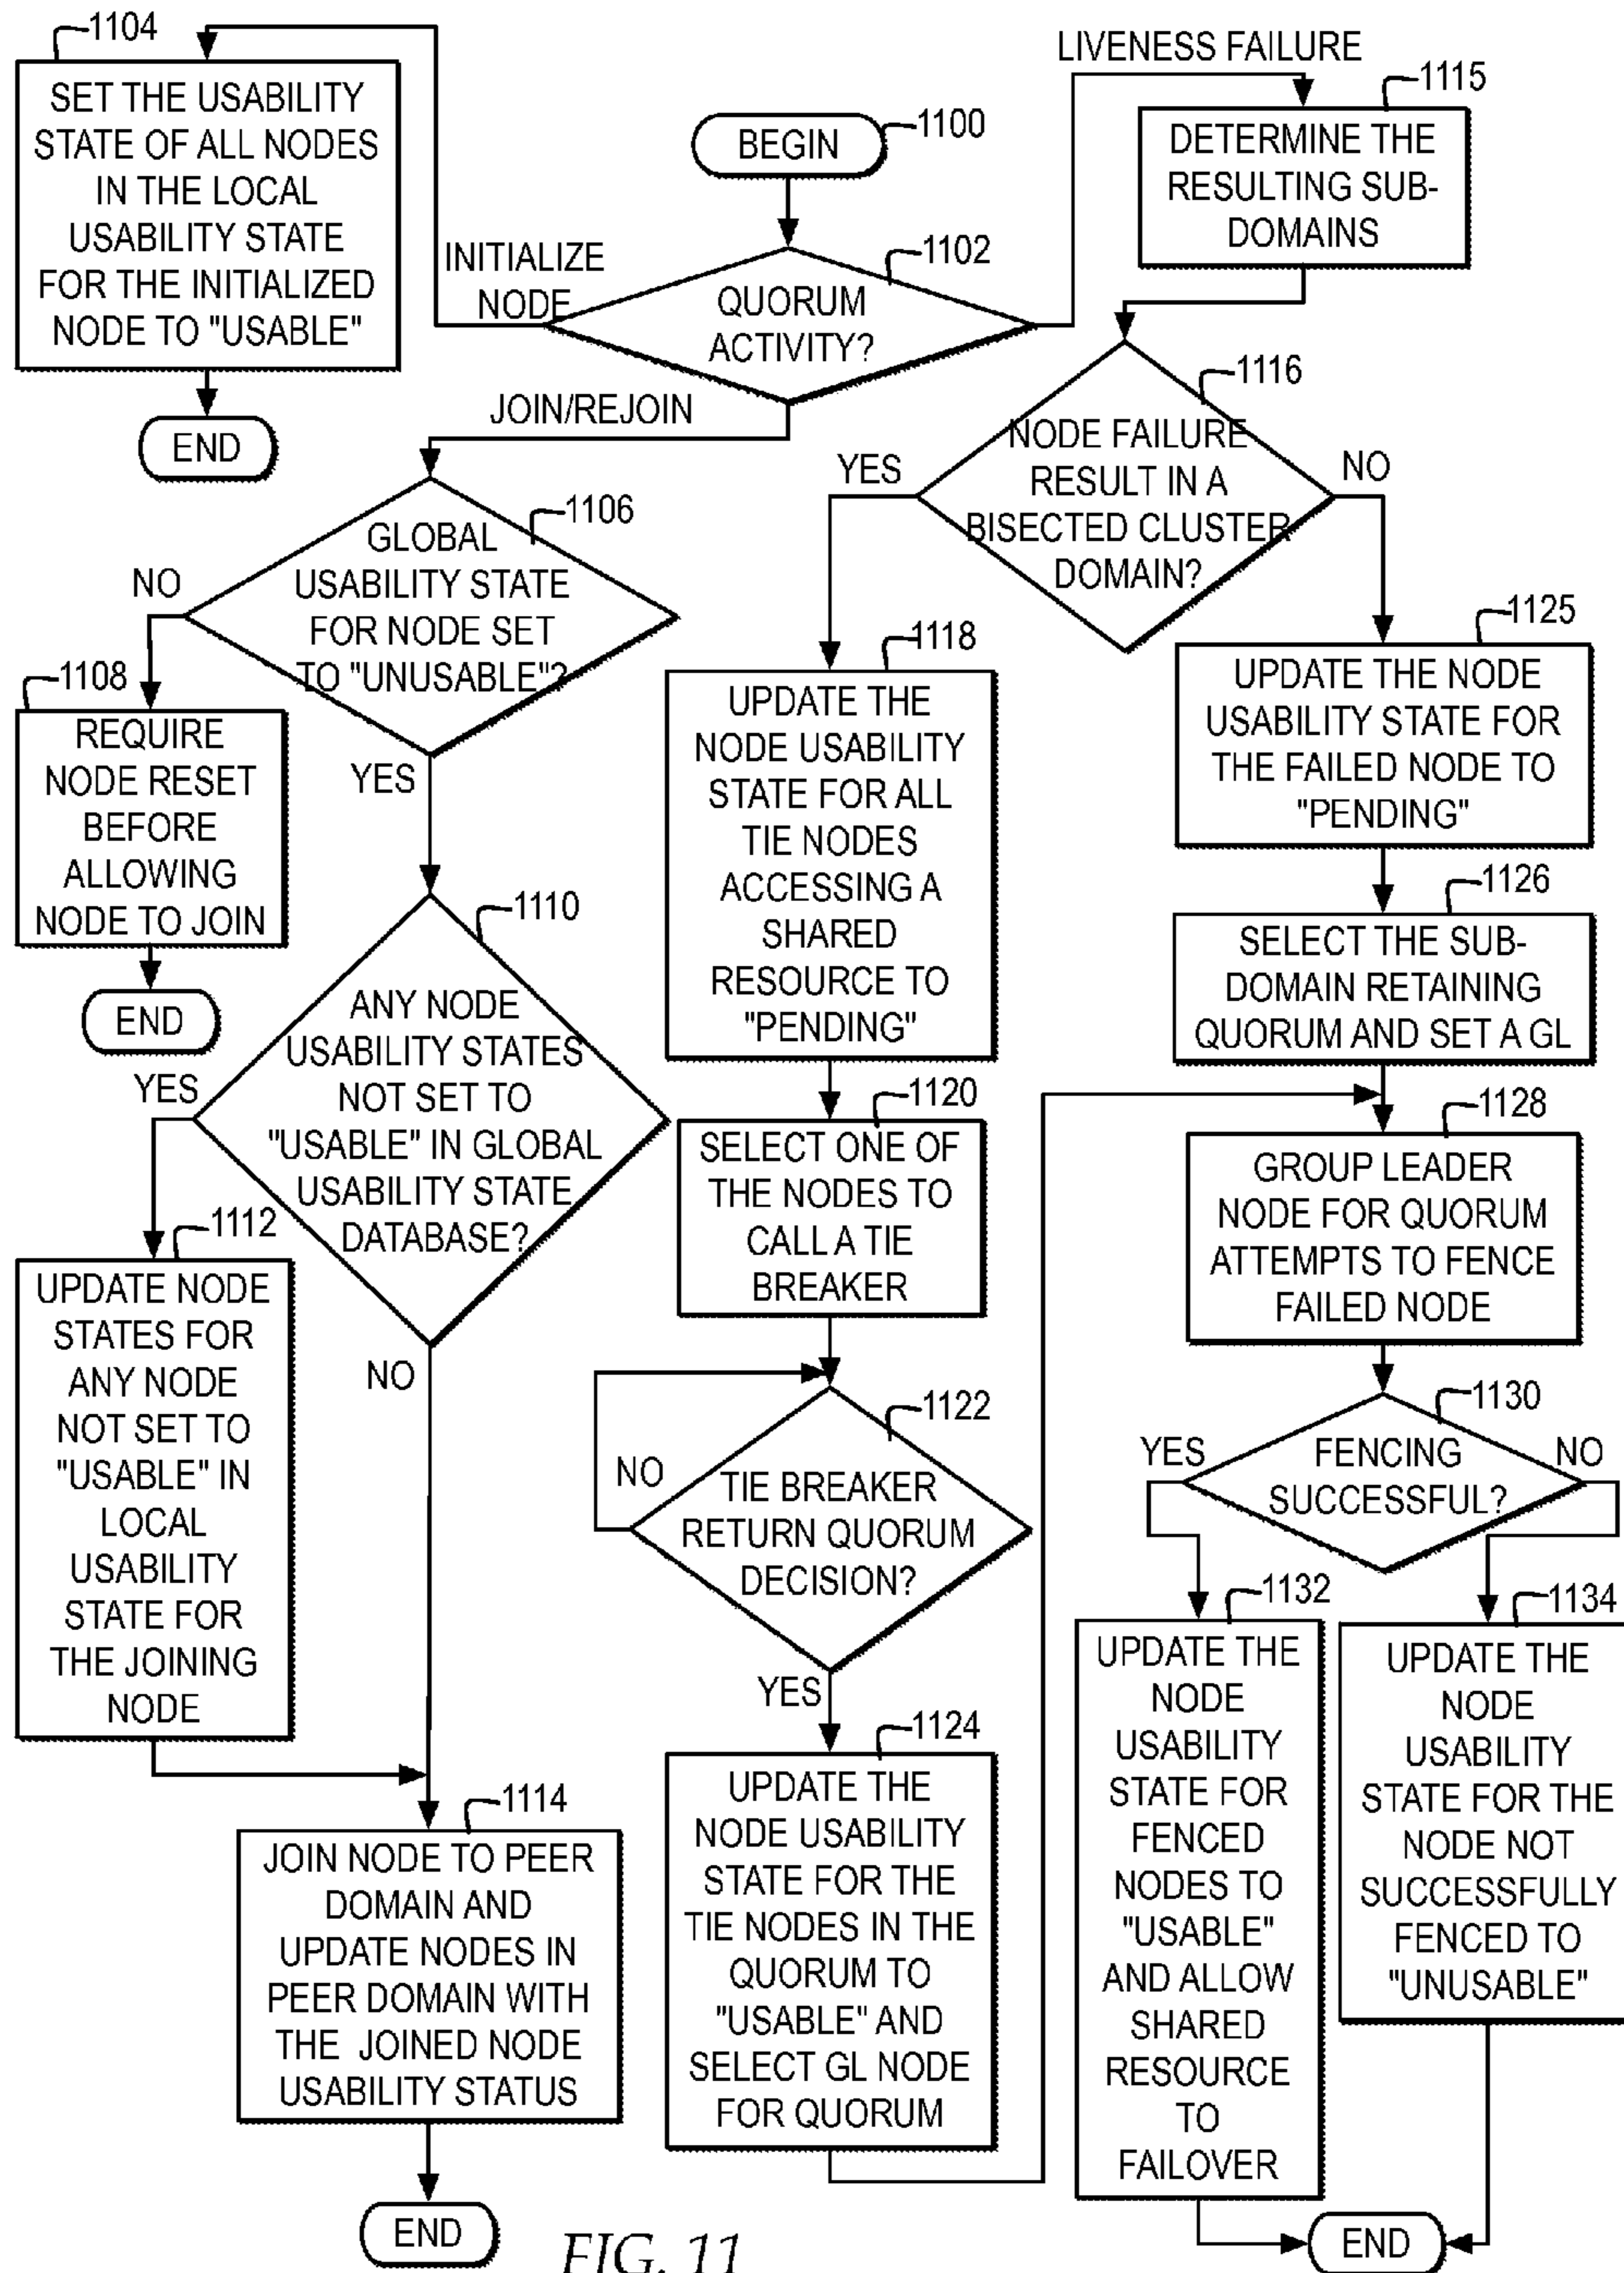 1104
SET THE USABILITY
STATE OF ALL NODES
IN THE LOCAL
USABILITY STATE
FOR THE INITIALIZED
NODE TO "USABLE"
END
1100
BEGIN
INITIALIZE
NODE
1102
QUORUM
ACTIVITY?
LIVENESS FAILURE
1115
DETERMINE THE
RESULTING SUB-
DOMAINS
JOIN/REJOIN
1106
GLOBAL
USABILITY STATE
FOR NODE SET
TO "UNUSABLE"?
NO
YES
1108
REQUIRE
NODE RESET
BEFORE
ALLOWING
NODE TO JOIN
END
1110
ANY NODE
USABILITY STATES
NOT SET TO
"USABLE" IN GLOBAL
USABILITY STATE
DATABASE?
YES
NO
1112
UPDATE NODE
STATES FOR
ANY NODE
NOT SET TO
"USABLE" IN
LOCAL
USABILITY
STATE FOR
THE JOINING
NODE
1114
JOIN NODE TO PEER
DOMAIN AND
UPDATE NODES IN
PEER DOMAIN WITH
THE JOINED NODE
USABILITY STATUS
END
1116
NODE FAILURE
RESULT IN A
BISECTED CLUSTER
DOMAIN?
YES
NO
1118
UPDATE THE
NODE USABILITY
STATE FOR ALL
TIE NODES
ACCESSING A
SHARED
RESOURCE TO
"PENDING"
1120
SELECT ONE OF
THE NODES TO
CALL A TIE
BREAKER
1122
TIE BREAKER
RETURN QUORUM
DECISION?
NO
YES
1124
UPDATE THE
NODE USABILITY
STATE FOR THE
TIE NODES IN THE
QUORUM TO
"USABLE" AND
SELECT GL NODE
FOR QUORUM
1125
UPDATE THE NODE
USABILITY STATE FOR
THE FAILED NODE TO
"PENDING"
1126
SELECT THE SUB-
DOMAIN RETAINING
QUORUM AND SET A GL
1128
GROUP LEADER
NODE FOR QUORUM
ATTEMPTS TO FENCE
FAILED NODE
1130
FENCING
SUCCESSFUL?
YES
NO
1132
UPDATE THE
NODE
USABILITY
STATE FOR
FENCED
NODES TO
"USABLE"
AND ALLOW
SHARED
RESOURCE
TO
FAILOVER
1134
UPDATE THE
NODE
USABILITY
STATE FOR THE
NODE NOT
SUCCESSFULLY
FENCED TO
"UNUSABLE"
END
FIG. 11